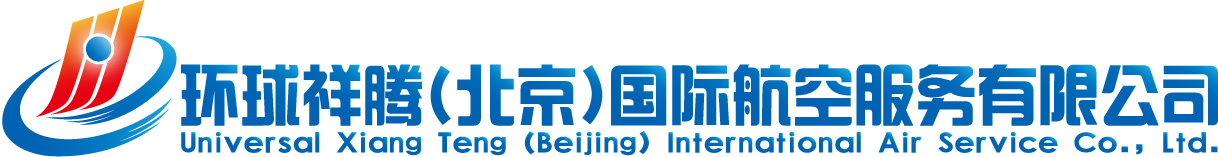 环球祥腾(北京)国际航空服务有限公司
Universal Xiang Teng (Beijing) International Air Service Co., Ltd.